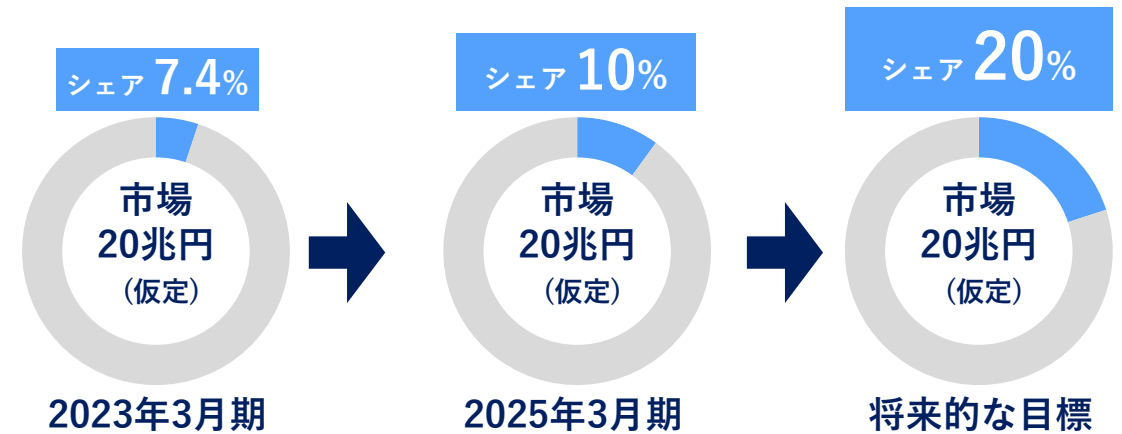 シェア 7.4%
市場
20兆円
(仮定)
2023年3月期
シェア 10%
市場
20兆円
(仮定)
2025年3月期
シェア 20%
市場
20兆円
(仮定)
将来的な目標